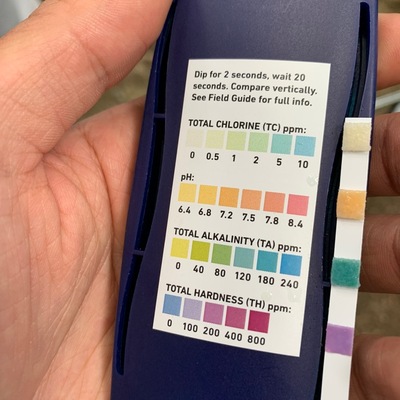 Dip for 2 seconds, wait 20
seconds. Compare vertically.
See Field Guide for full info.
TOTAL CHLORINE (TC) ppm:
0 0.5 1 2 5 10
pH:
6.4 6.8 7.2 7.5 7.8 8.4
TOTAL ALKALINITY (TA) ppm:
0 40 80 120 180 240
TOTAL HARDNESS (TH) ppm:
0 100 200 400 800